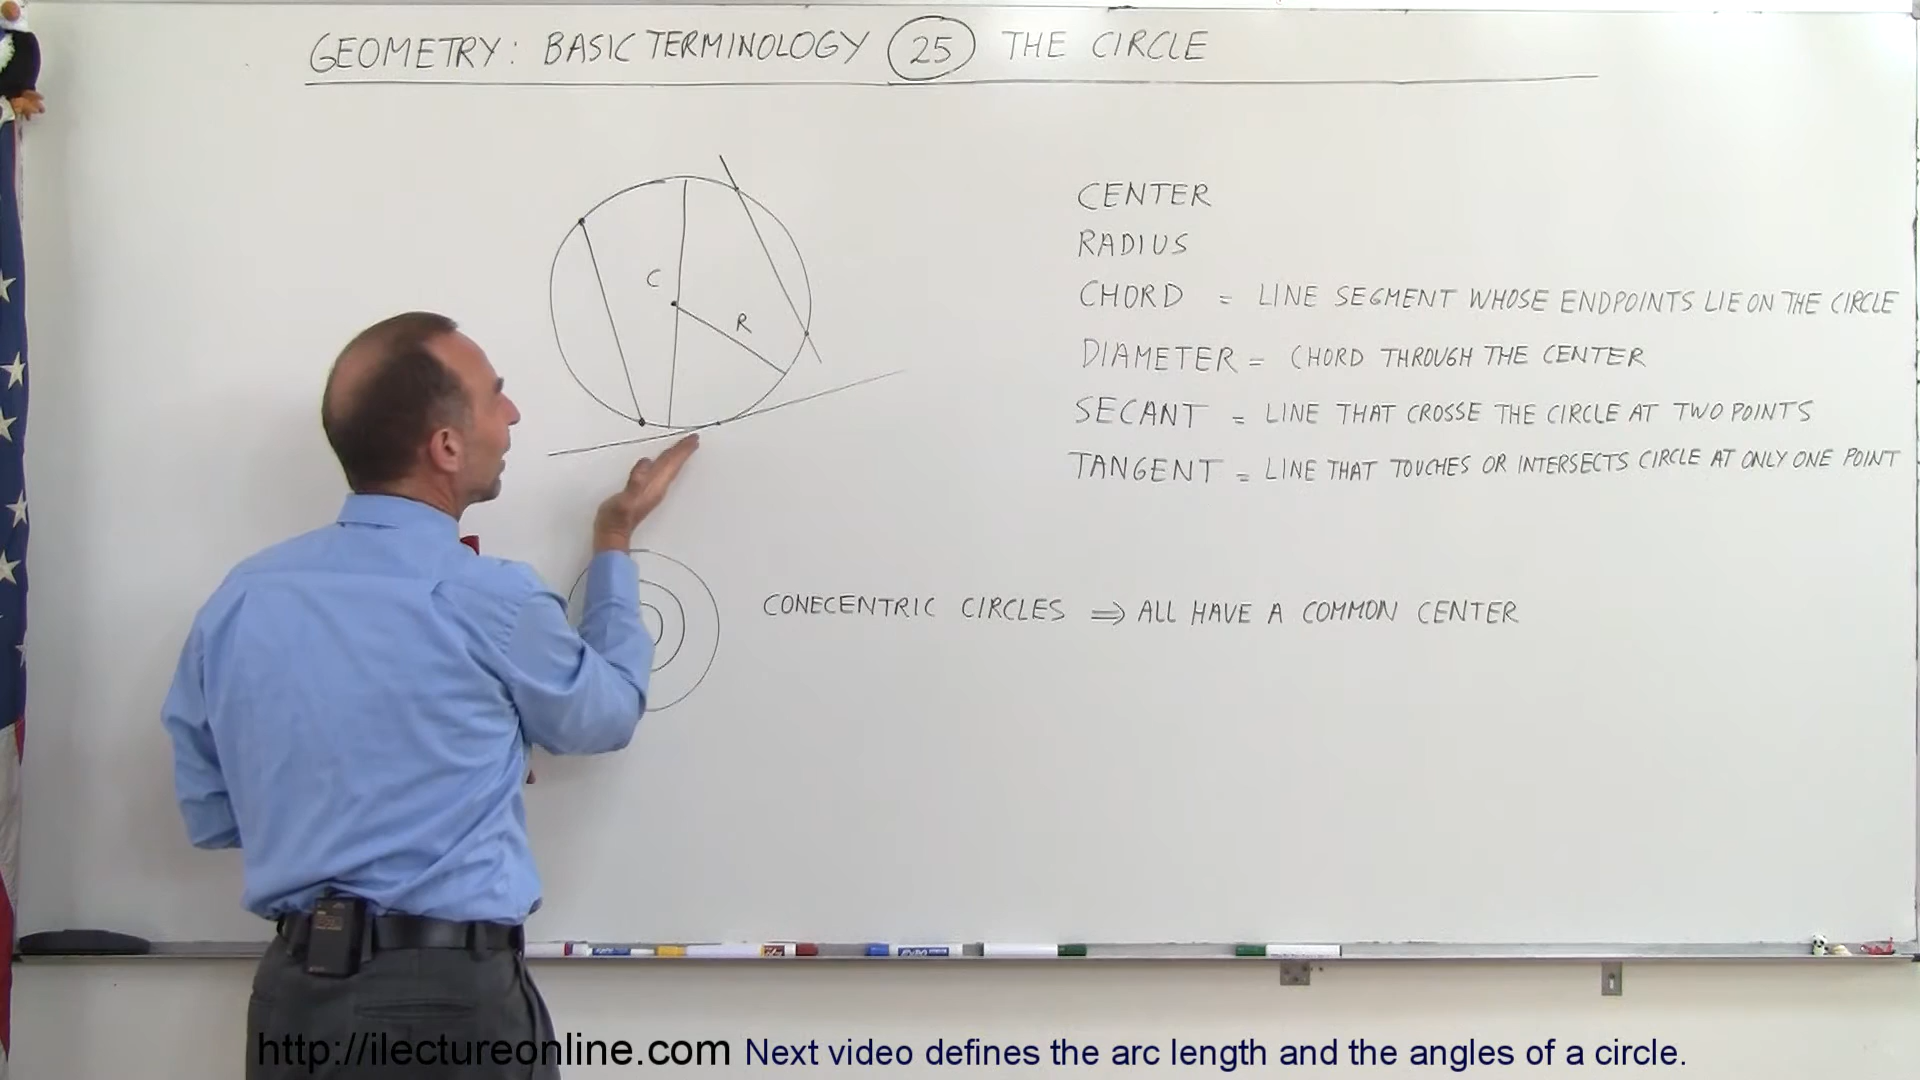 GEOMETRY: BASIC TERMINOLOGY 25 THE CIRCLE
C
R
CENTER
RADIUS
CHORD = LINE SEGMENT WHOSE ENDPOINTS LIE ON THE CIRCLE
DIAMETER = CHORD THROUGH THE CENTER
SECANT = LINE THAT CROSSE THE CIRCLE AT TWO POINTS
TANGENT = LINE THAT TOUCHES OR INTERSECTS CIRCLE AT ONLY ONE POINT
CONECENTRIC CIRCLES ⇒ ALL HAVE A COMMON CENTER
http://ilectureonline.com Next video defines the arc length and the angles of a circle.